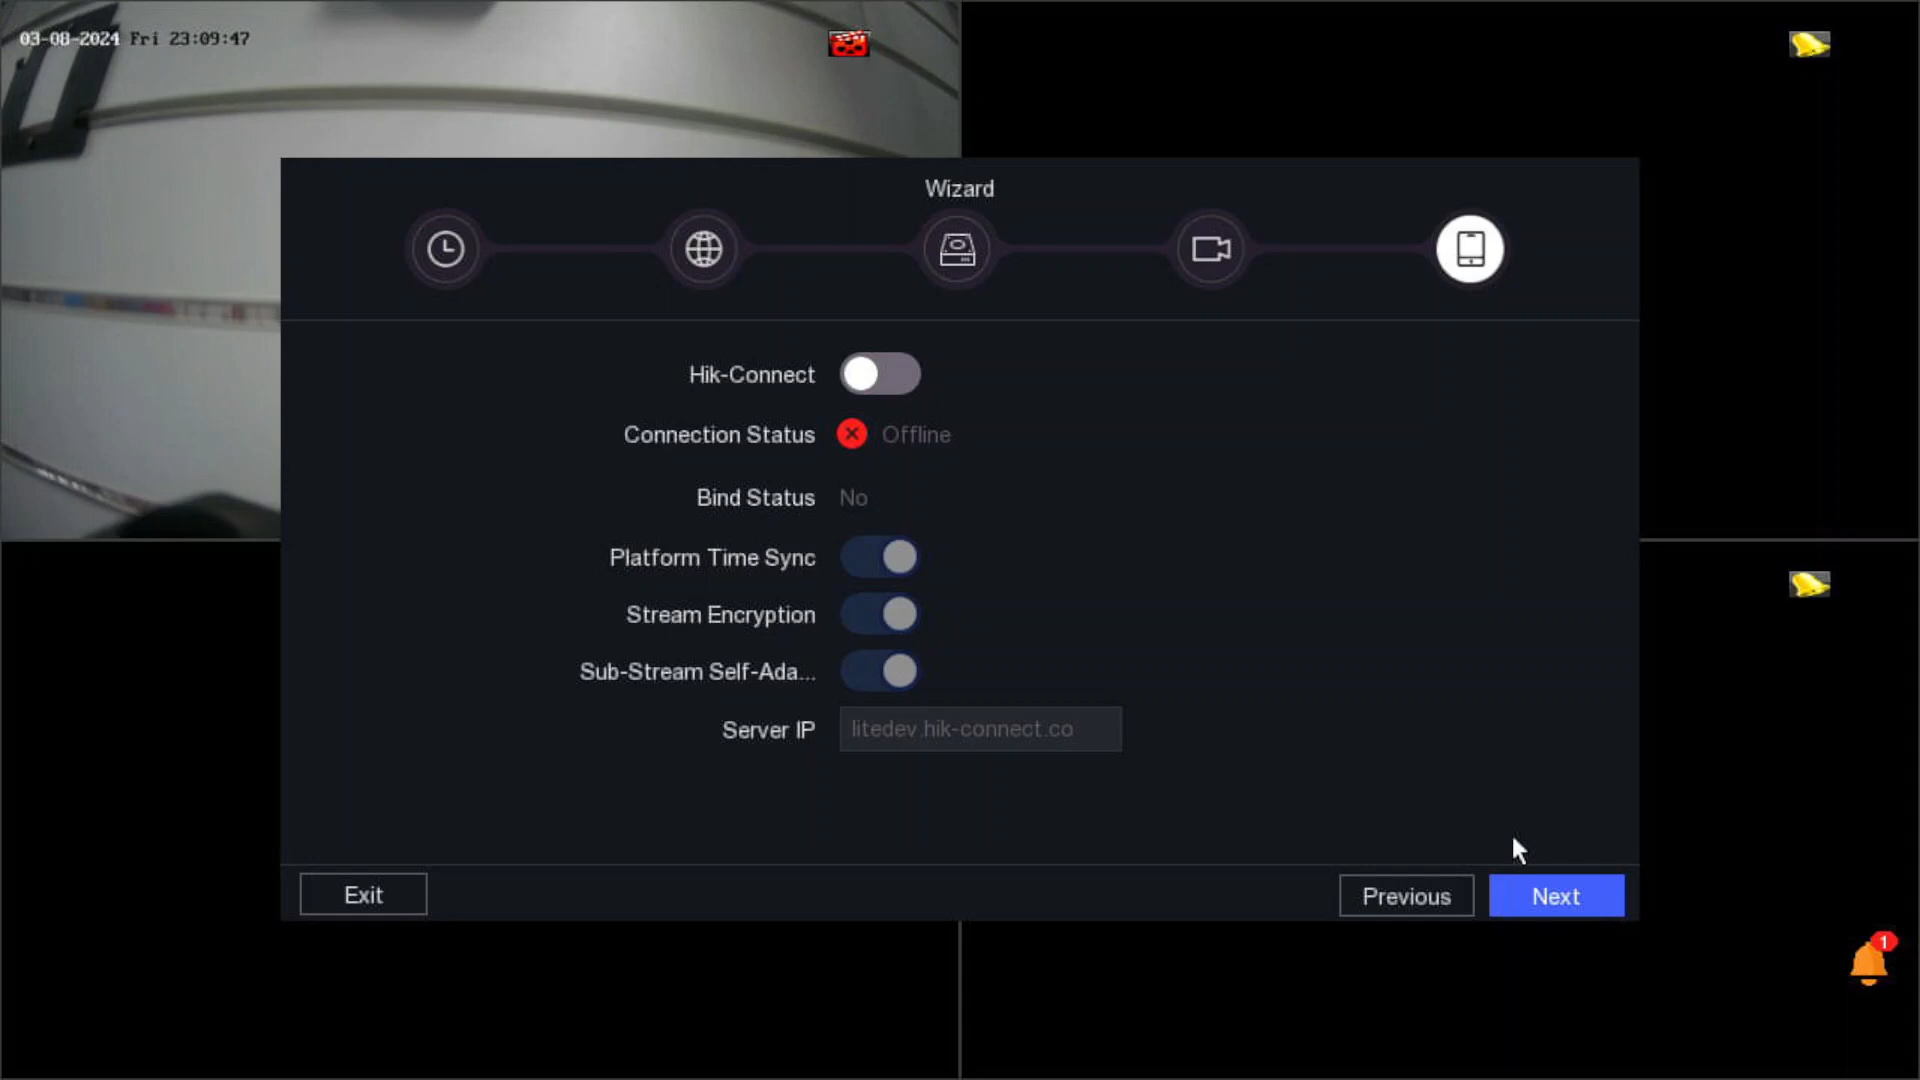 03-08-2024 Fri 23:09:47
Wizard
Hik-Connect
Connection Status Offline
Bind Status No
Platform Time Sync
Stream Encryption
Sub-Stream Self-Ada...
Server IP litedev.hik-connect.co
Exit Previous Next
1